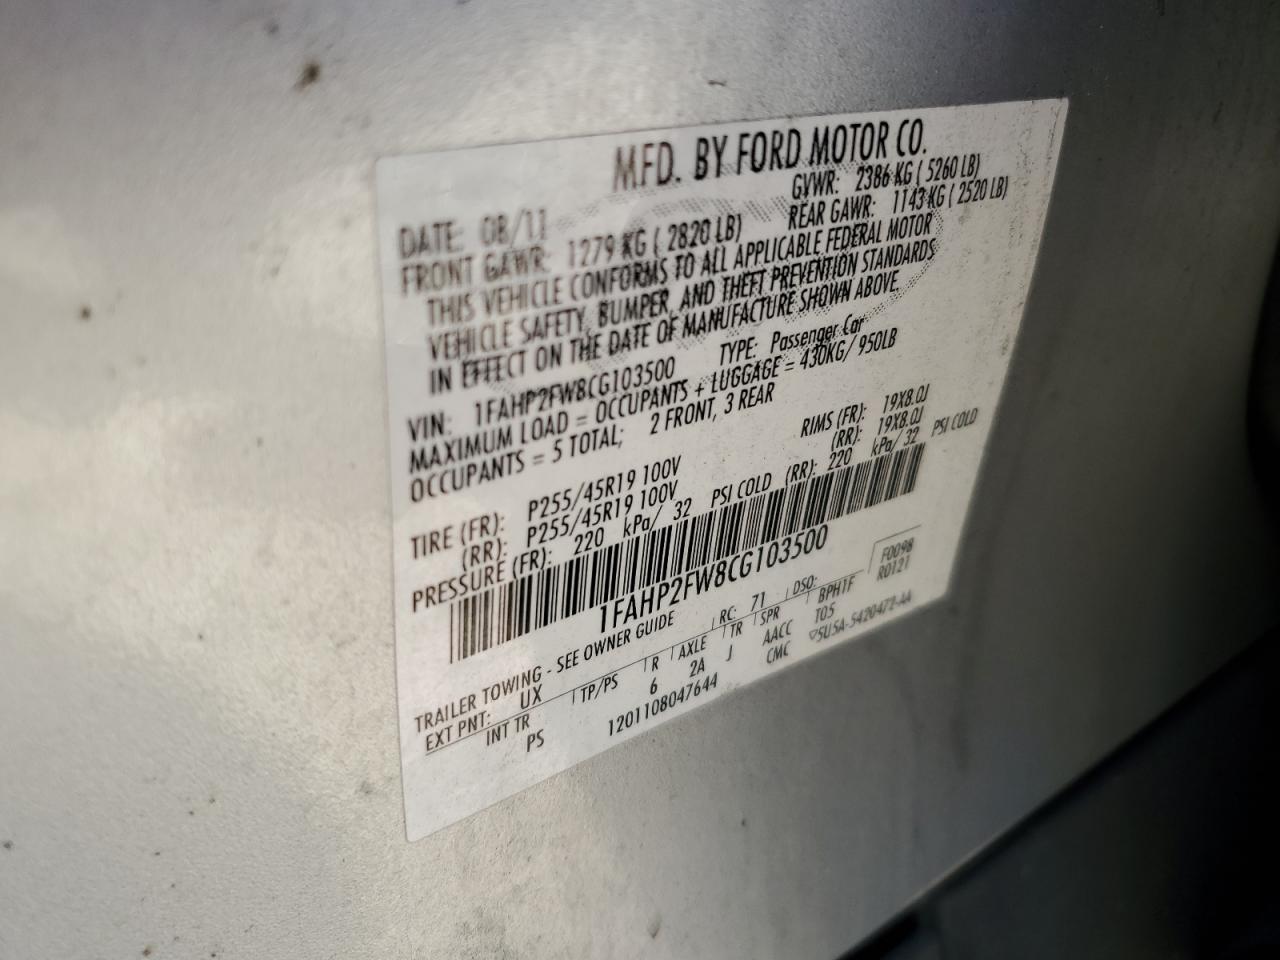 MFD. BY FORD MOTOR CO.
DATE: 08/11 GVWR: 2386 KG ( 5260 LB)
FRONT GAWR: 1279 KG ( 2820 LB) REAR GAWR: 1143 KG ( 2520 LB)
THIS VEHICLE CONFORMS TO ALL APPLICABLE FEDERAL MOTOR
VEHICLE SAFETY, BUMPER, AND THEFT PREVENTION STANDARDS
IN EFFECT ON THE DATE OF MANUFACTURE SHOWN ABOVE.
VIN: 1FAHP2FW8CG103500 TYPE: Passenger Car
MAXIMUM LOAD = OCCUPANTS + LUGGAGE = 430KG/ 950LB
OCCUPANTS = 5 TOTAL; 2 FRONT, 3 REAR
TIRE (FR): P255/45R19 100V RIMS (FR): 19X8.0J
(RR): P255/45R19 100V (RR): 19X8.0J
PRESSURE (FR): 220 kPa/ 32 PSI COLD (RR): 220 kPa/ 32 PSI COLD
1FAHP2FW8CG103500
TRAILER TOWING - SEE OWNER GUIDE F0098
EXT PNT: UX RC: 71 DSO: R0121
INT TR TP/PS R AXLE TR SPR BPH1F
PS 6 2A J AACC T05
1201108047644 CMC ▽5U5A-5420472-AA